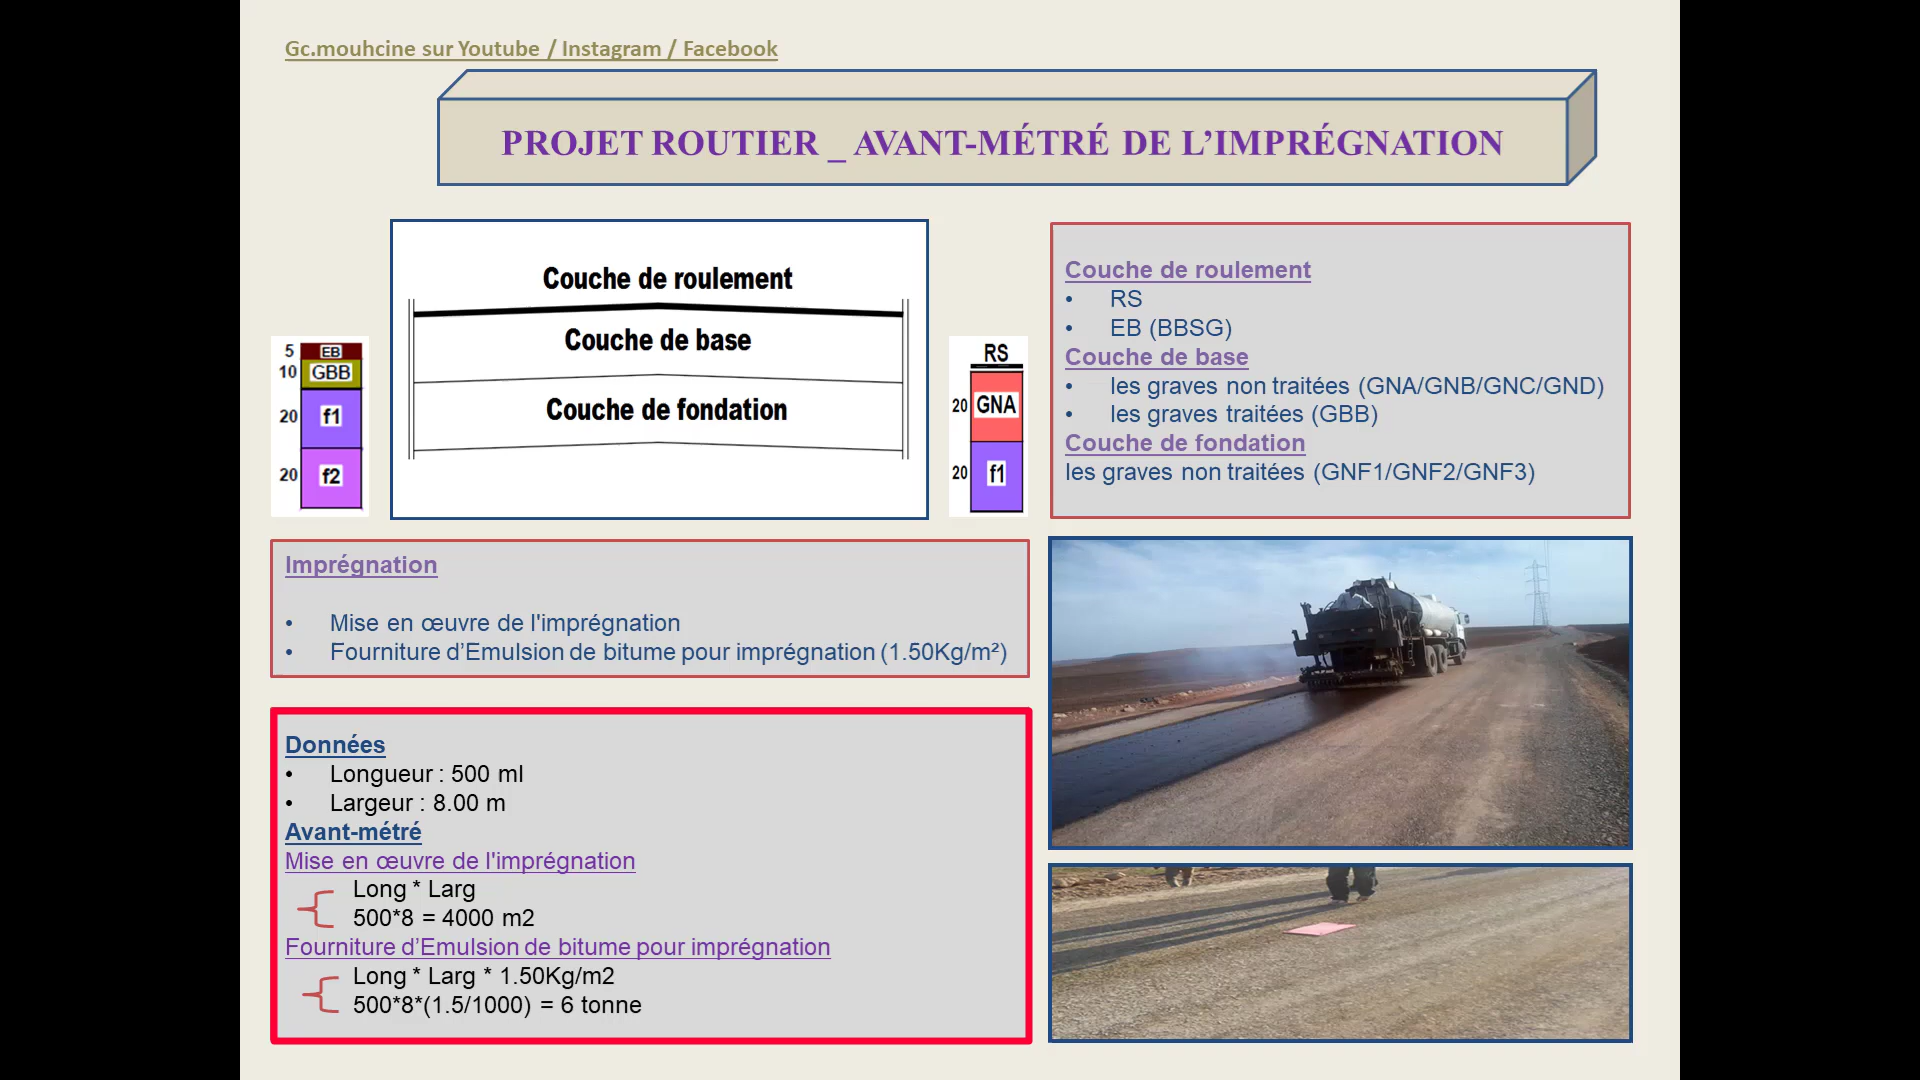 Gc.mouhcine sur Youtube / Instagram / Facebook
PROJET ROUTIER _ AVANT-MÉTRÉ DE L’IMPRÉGNATION
5 EB
10 GBB
20 f1
20 f2
Couche de roulement
Couche de base
Couche de fondation
RS
20 GNA
20 f1
Couche de roulement
• RS
• EB (BBSG)
Couche de base
• les graves non traitées (GNA/GNB/GNC/GND)
• les graves traitées (GBB)
Couche de fondation
les graves non traitées (GNF1/GNF2/GNF3)
Imprégnation
• Mise en œuvre de l'imprégnation
• Fourniture d’Emulsion de bitume pour imprégnation (1.50Kg/m²)
Données
• Longueur : 500 ml
• Largeur : 8.00 m
Avant-métré
Mise en œuvre de l'imprégnation
Long * Larg
500*8 = 4000 m2
Fourniture d’Emulsion de bitume pour imprégnation
Long * Larg * 1.50Kg/m2
500*8*(1.5/1000) = 6 tonne